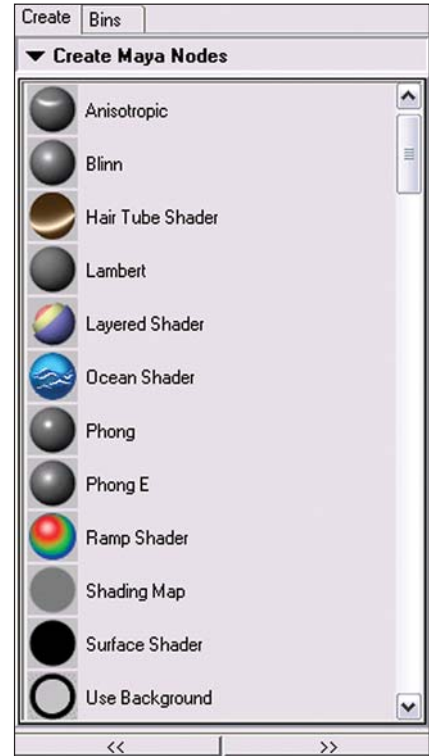 Create Bins
▼ Create Maya Nodes
Anisotropic
Blinn
Hair Tube Shader
Lambert
Layered Shader
Ocean Shader
Phong
Phong E
Ramp Shader
Shading Map
Surface Shader
Use Background
<< >>